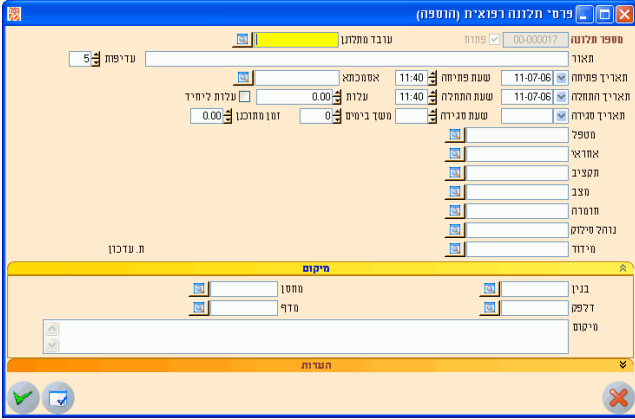 פרטי תלונה רפואית (הוספה)
מספר תלונה 00-000017 פתוח עובד מתלונן
תאור עדיפות 5
תאריך פתיחה 11-07-06 שעת פתיחה 11:40 אסמכתא
תאריך התחלה 11-07-06 שעת התחלה 11:40 עלות 0.00 עלות ליחיד
תאריך סגירה שעת סגירה משך בימים 0 זמן מתוכנן 0.00
מטפל
אחראי
תקציב
מצב
חומרה
נוהל סילוק
מידור ת. עדכון
מיקום
בנין מחסן
דלפק מדף
מיקום
הערות